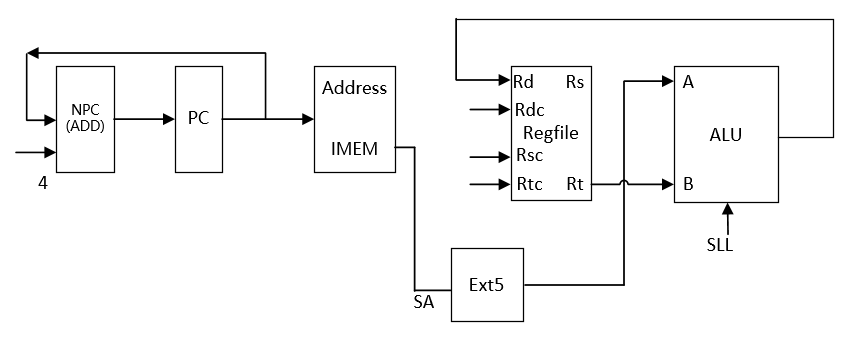 NPC
(ADD)
4
PC
Address
IMEM
SA
Ext5
Rd Rs
Rdc
Regfile
Rsc
Rtc Rt
A
ALU
B
SLL